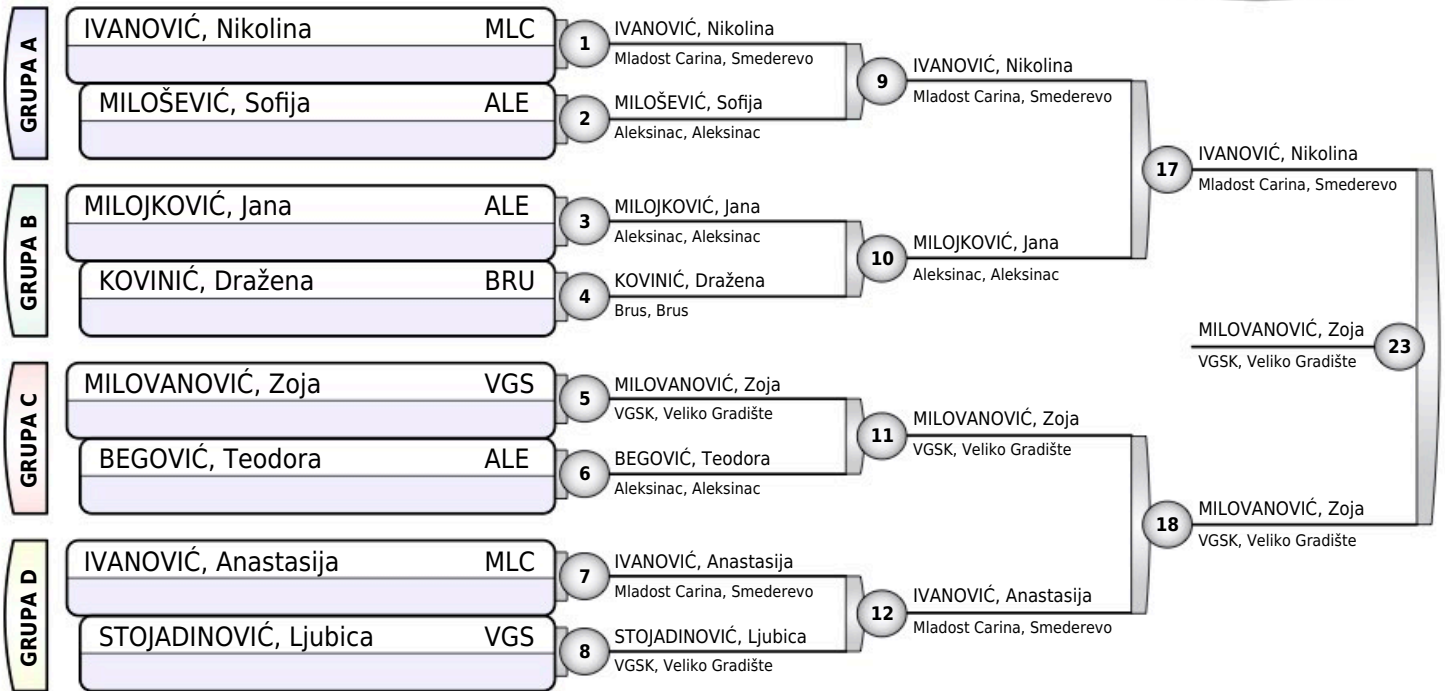 GRUPA A
IVANOVIĆ, Nikolina MLC
MILOŠEVIĆ, Sofija ALE
1
IVANOVIĆ, Nikolina
Mladost Carina, Smederevo
2
MILOŠEVIĆ, Sofija
Aleksinac, Aleksinac
9
IVANOVIĆ, Nikolina
Mladost Carina, Smederevo
GRUPA B
MILOJKOVIĆ, Jana ALE
KOVINIĆ, Dražena BRU
3
MILOJKOVIĆ, Jana
Aleksinac, Aleksinac
4
KOVINIĆ, Dražena
Brus, Brus
10
MILOJKOVIĆ, Jana
Aleksinac, Aleksinac
17
IVANOVIĆ, Nikolina
Mladost Carina, Smederevo
GRUPA C
MILOVANOVIĆ, Zoja VGS
BEGOVIĆ, Teodora ALE
5
MILOVANOVIĆ, Zoja
VGSK, Veliko Gradište
6
BEGOVIĆ, Teodora
Aleksinac, Aleksinac
11
MILOVANOVIĆ, Zoja
VGSK, Veliko Gradište
GRUPA D
IVANOVIĆ, Anastasija MLC
STOJADINOVIĆ, Ljubica VGS
7
IVANOVIĆ, Anastasija
Mladost Carina, Smederevo
8
STOJADINOVIĆ, Ljubica
VGSK, Veliko Gradište
12
IVANOVIĆ, Anastasija
Mladost Carina, Smederevo
18
MILOVANOVIĆ, Zoja
VGSK, Veliko Gradište
MILOVANOVIĆ, Zoja
VGSK, Veliko Gradište
23